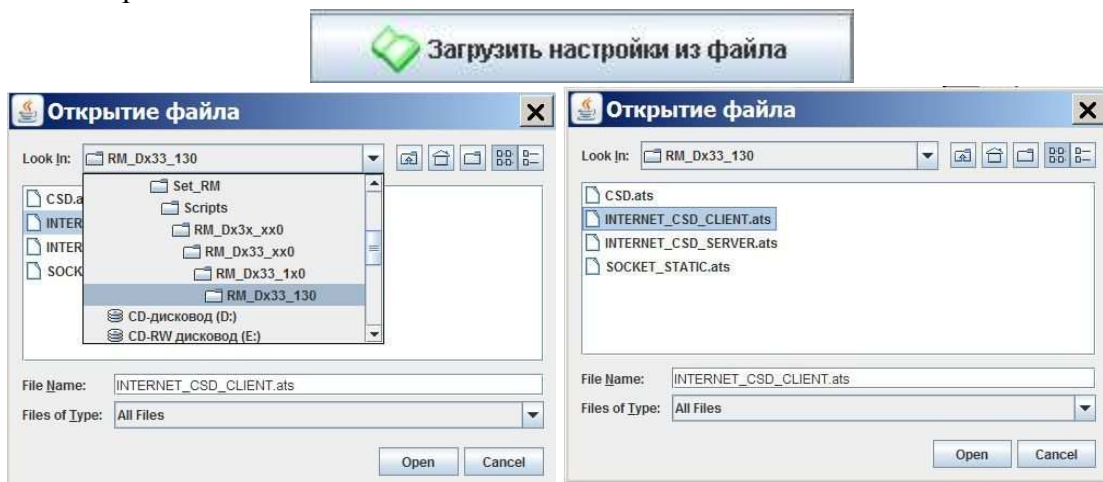 Загрузить настройки из файла
Открытие файла
Look In: RM_Dx33_130
CSD.a
INTER
INTER
SOCK
Set_RM
Scripts
RM_Dx3x_xx0
RM_Dx33_xx0
RM_Dx33_1x0
RM_Dx33_130
CD-дисковод (D:)
CD-RW дисковод (E:)
File Name: INTERNET_CSD_CLIENT.ats
Files of Type: All Files
Open Cancel
Открытие файла
Look In: RM_Dx33_130
CSD.ats
INTERNET_CSD_CLIENT.ats
INTERNET_CSD_SERVER.ats
SOCKET_STATIC.ats
File Name: INTERNET_CSD_CLIENT.ats
Files of Type: All Files
Open Cancel